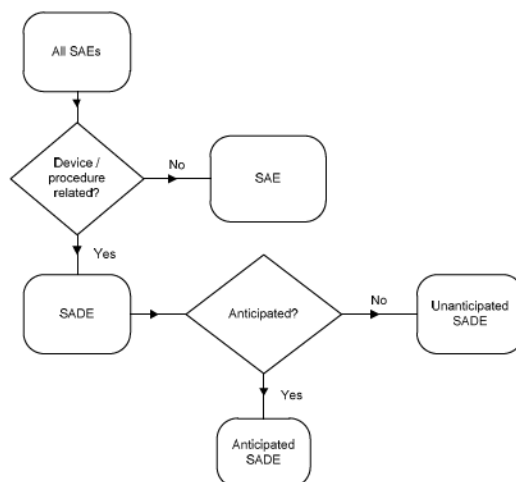 All SAEs
Device /
procedure
related?
No
SAE
Yes
SADE
Anticipated?
No
Unanticipated
SADE
Yes
Anticipated
SADE